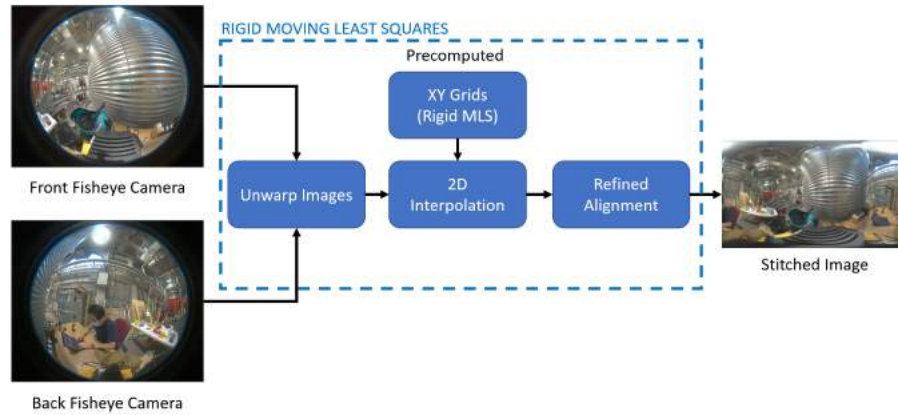 RIGID MOVING LEAST SQUARES
Precomputed
XY Grids
(Rigid MLS)
Front Fisheye Camera
Unwarp Images
2D
Interpolation
Refined
Alignment
Stitched Image
Back Fisheye Camera